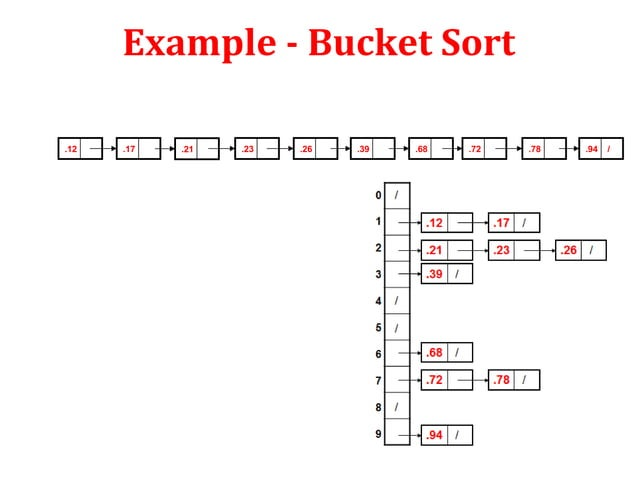 Example - Bucket Sort
.12 .17 .21 .23 .26 .39 .68 .72 .78 .94 /
0 /
1 .12 .17 /
2 .21 .23 .26 /
3 .39 /
4 /
5 /
6 .68 /
7 .72 .78 /
8 /
9 .94 /